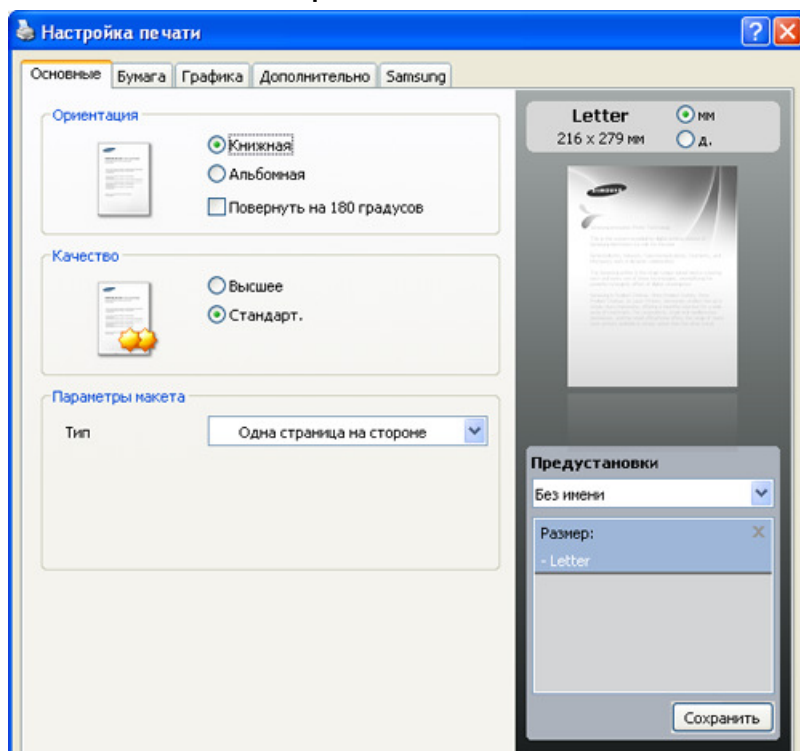 Настройка печати
Основные Бумага Графика Дополнительно Samsung
Ориентация
Книжная
Альбомная
Повернуть на 180 градусов
Качество
Высшее
Стандарт.
Параметры макета
Тип Одна страница на стороне
Letter
216 x 279 мм
мм
д.
SAMSUNG
Предустановки
Без имени
Размер:
- Letter
Сохранить